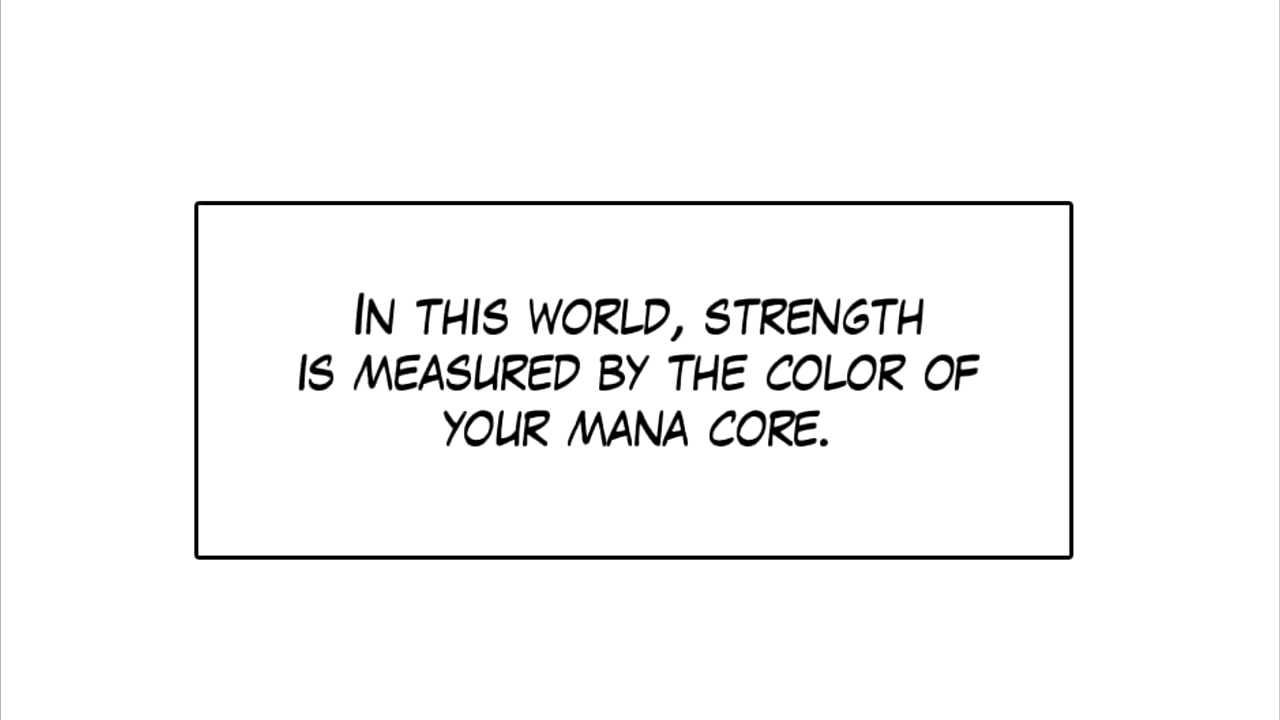 In this world, strength
is measured by the color of
your mana core.